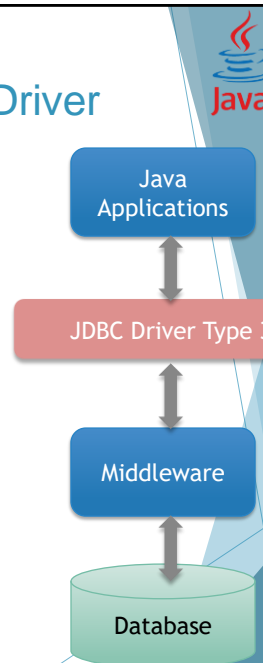 Driver
Java
Java
Applications
JDBC Driver Type
Middleware
Database